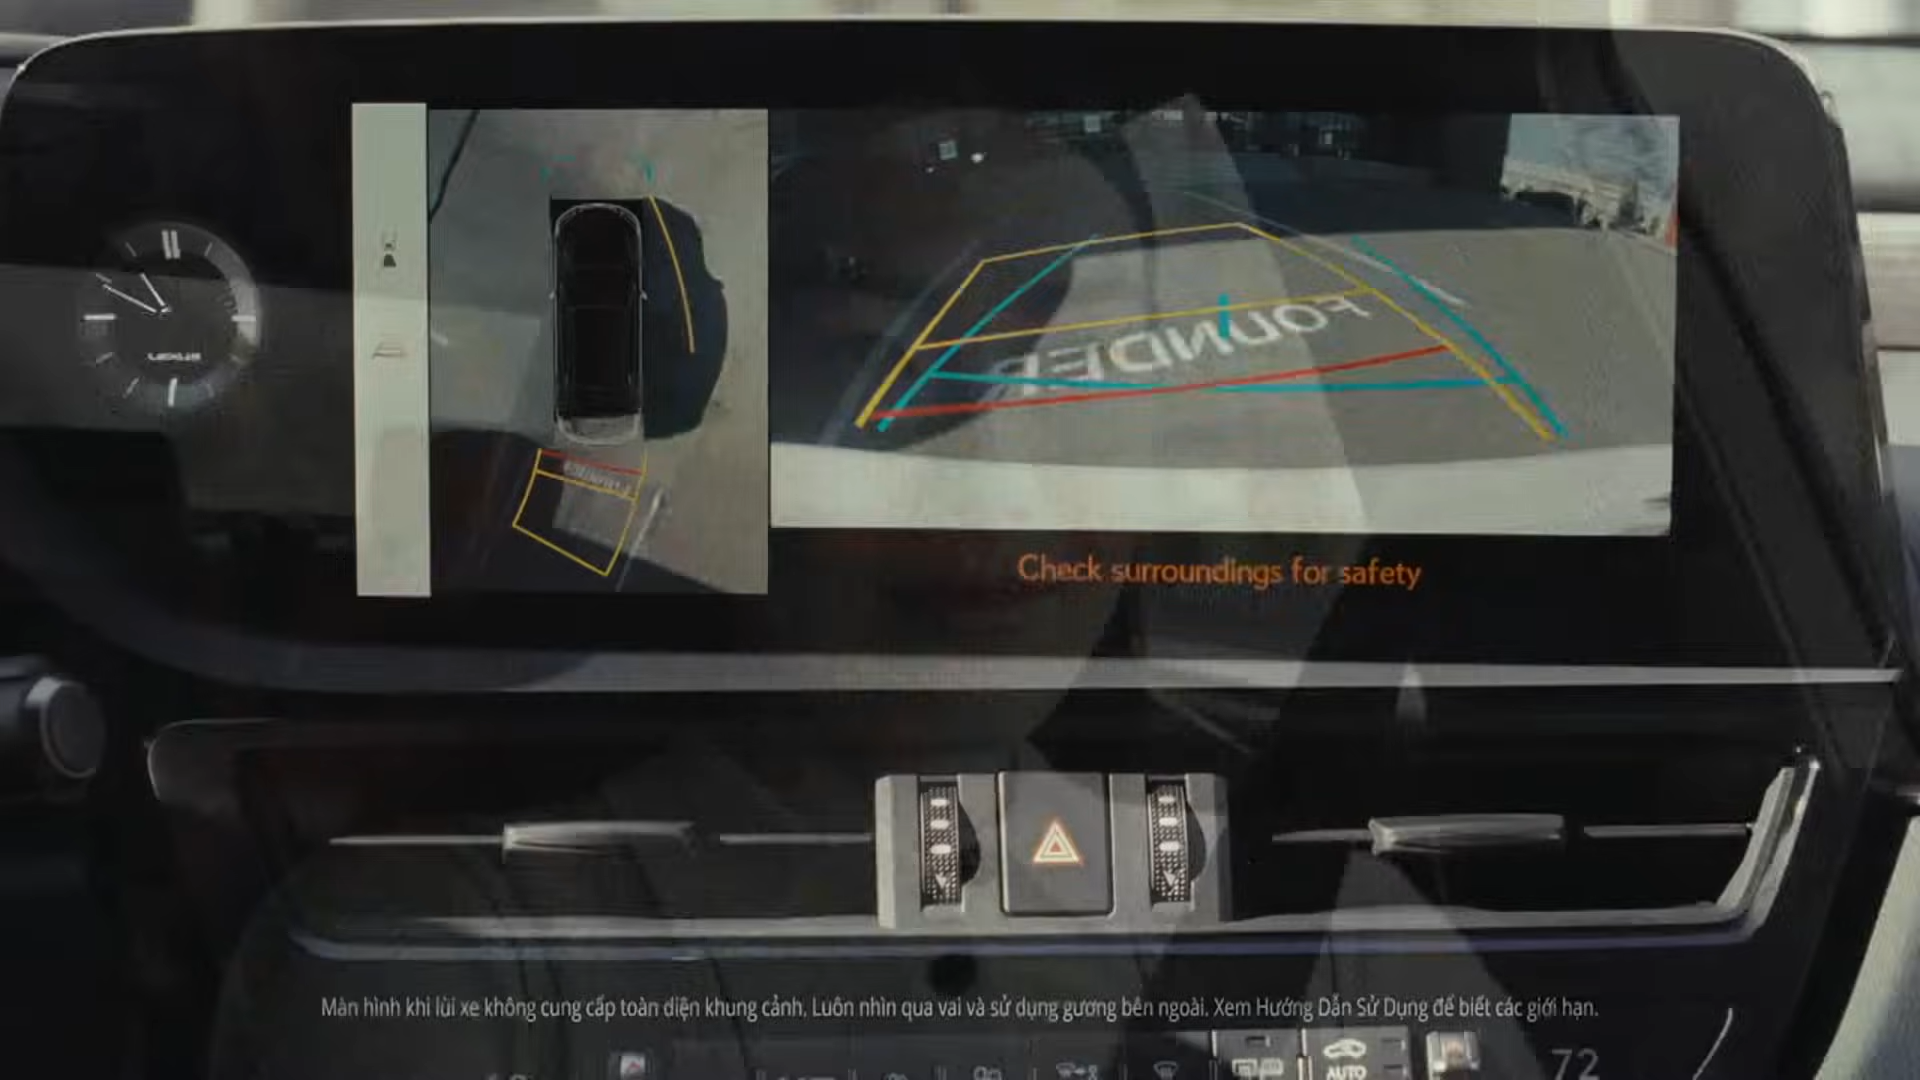 FOUNDER
Check surroundings for safety
Màn hình khi lùi xe không cung cấp toàn diện khung cảnh. Luôn nhìn qua vai và sử dụng gương bên ngoài. Xem Hướng Dẫn Sử Dụng để biết các giới hạn.
AUTO
72